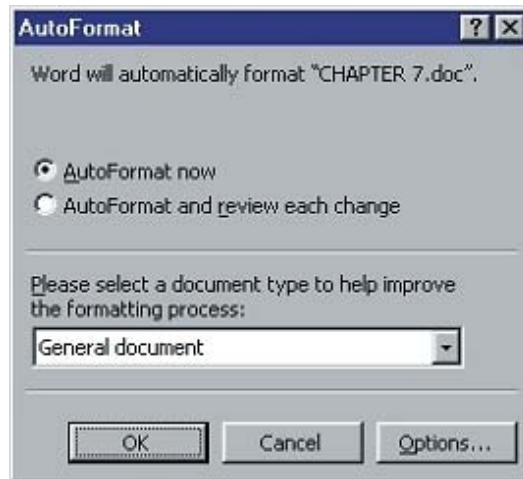 AutoFormat
Word will automatically format “CHAPTER 7.doc”.
AutoFormat now
AutoFormat and review each change
Please select a document type to help improve
the formatting process:
General document
OK Cancel Options...